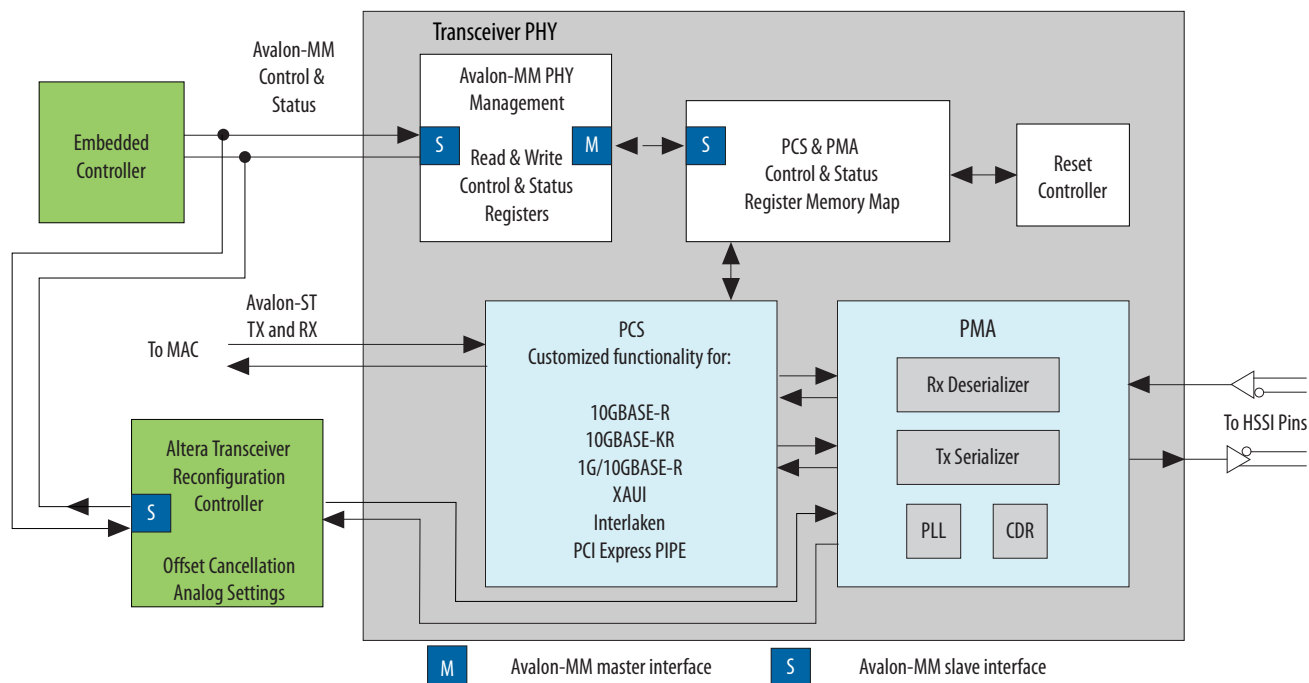 Transceiver PHY
Avalon-MM
Control &
Status
Embedded
Controller
Avalon-MM PHY
Management
S
M
Read & Write
Control & Status
Registers
S
PCS & PMA
Control & Status
Register Memory Map
Reset
Controller
Avalon-ST
TX and RX
To MAC
PCS
Customized functionality for:
10GBASE-R
10GBASE-KR
1G/10GBASE-R
XAUI
Interlaken
PCI Express PIPE
PMA
Rx Deserializer
Tx Serializer
PLL
CDR
To HSSI Pins
Altera Transceiver
Reconfiguration
Controller
S
Offset Cancellation
Analog Settings
M
Avalon-MM master interface
S
Avalon-MM slave interface